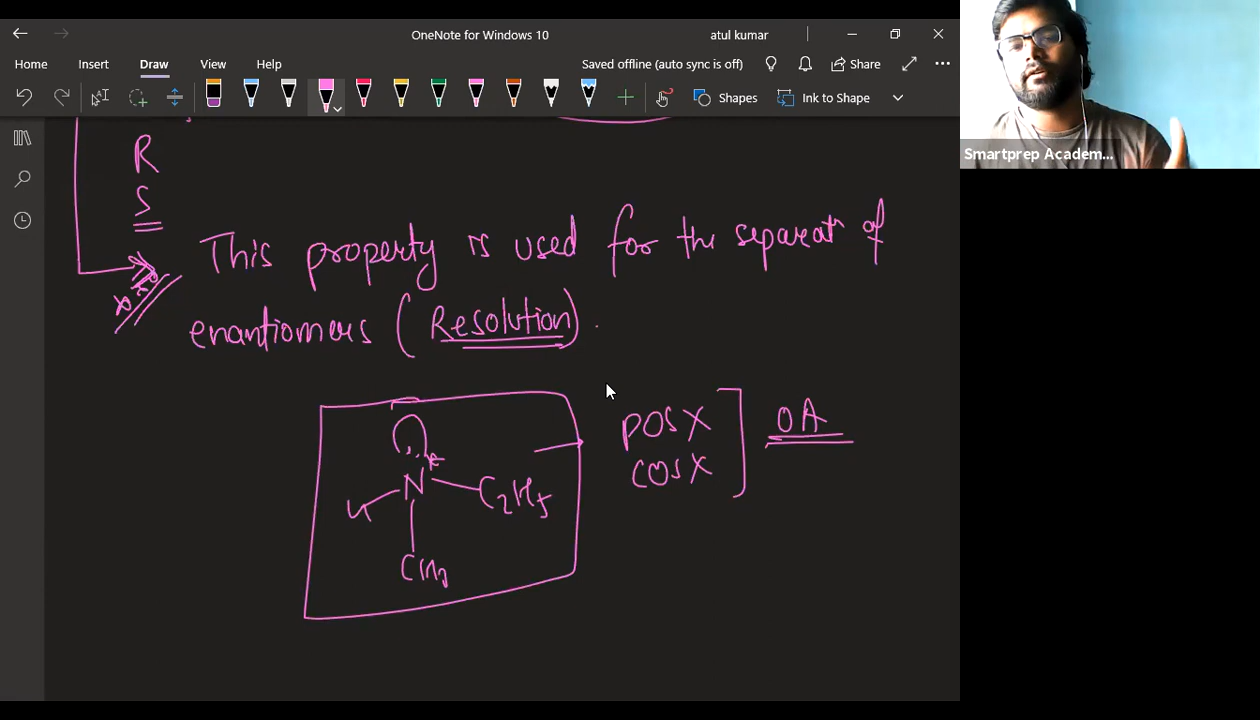 OneNote for Windows 10
atul kumar
Home Insert Draw View Help
Saved offline (auto sync is off)
Share
Shapes
Ink to Shape
Smartprep Academ...
R
S
This property is used for the separatn of
enantiomers (Resolution).
POS X
COS X
OA
N
H
C2H5
CH3